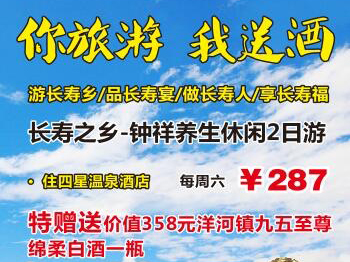 你旅游 我送酒
游长寿乡/品长寿宴/做长寿人/享长寿福
长寿之乡-钟祥养生休闲2日游
· 住四星温泉酒店 每周六 ￥287
特赠送价值358元洋河镇九五至尊
绵柔白酒一瓶